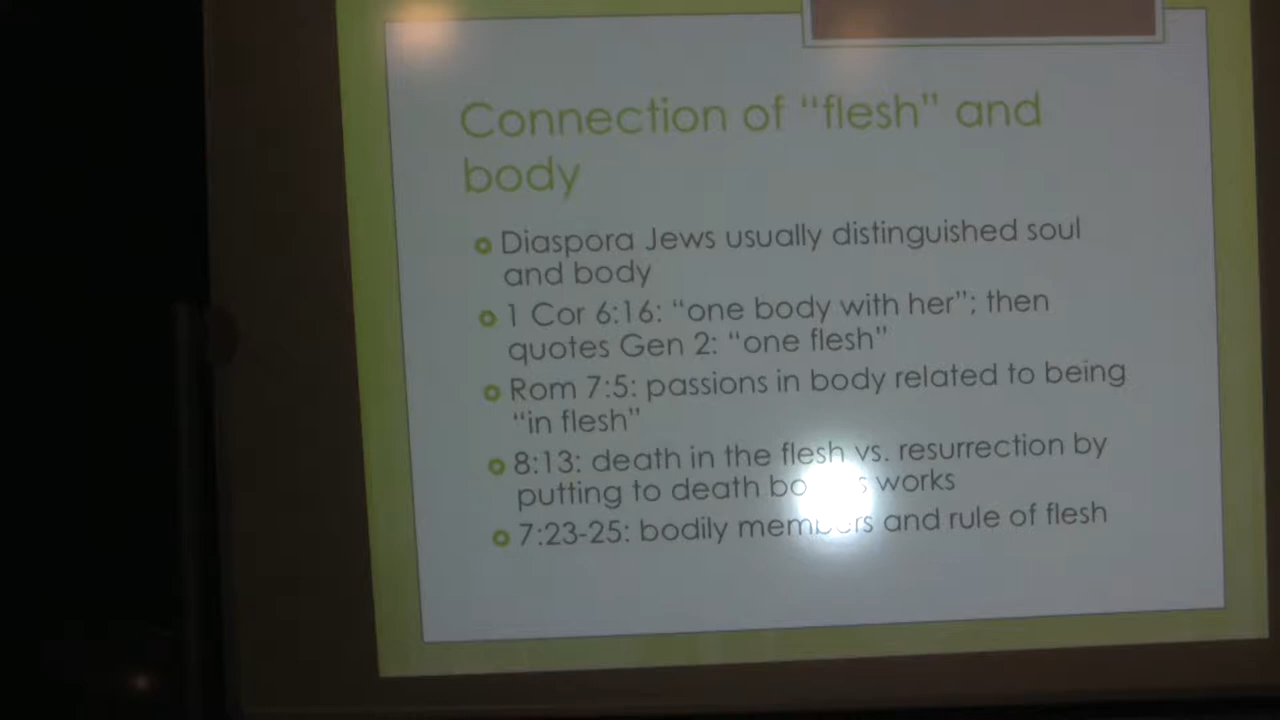 Connection of “flesh” and
body
Diaspora Jews usually distinguished soul
and body
1 Cor 6:16: “one body with her”; then
quotes Gen 2: “one flesh”
Rom 7:5: passions in body related to being
“in flesh”
8:13: death in the flesh vs. resurrection by
putting to death works
7:23-25: bodily members and rule of flesh